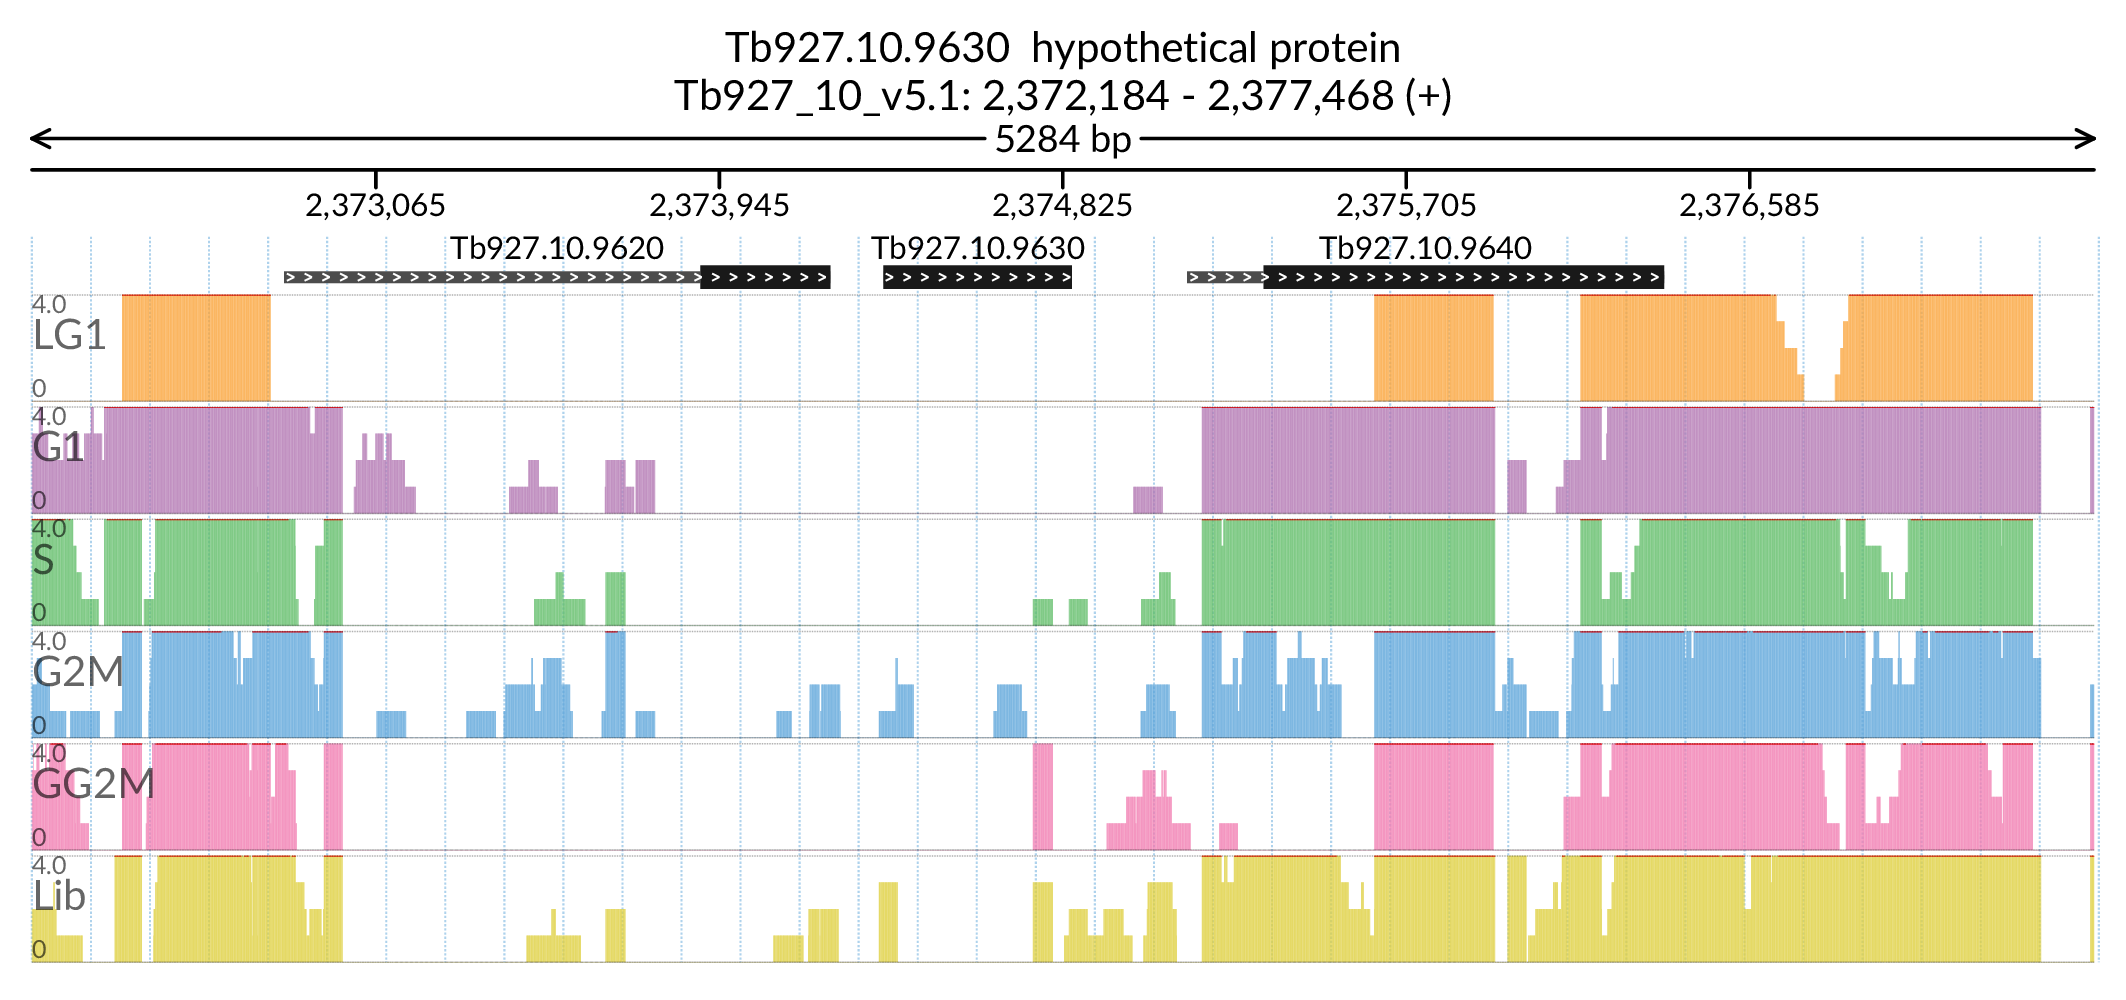 Tb927.10.9630  hypothetical protein
Tb927_10_v5.1: 2,372,184 - 2,377,468 (+)
5284 bp
2,373,065 2,373,945 2,374,825 2,375,705 2,376,585
Tb927.10.9620 Tb927.10.9630 Tb927.10.9640
4.0
LG1
0
4.0
G1
0
4.0
S
0
4.0
G2M
0
4.0
GG2M
0
4.0
Lib
0